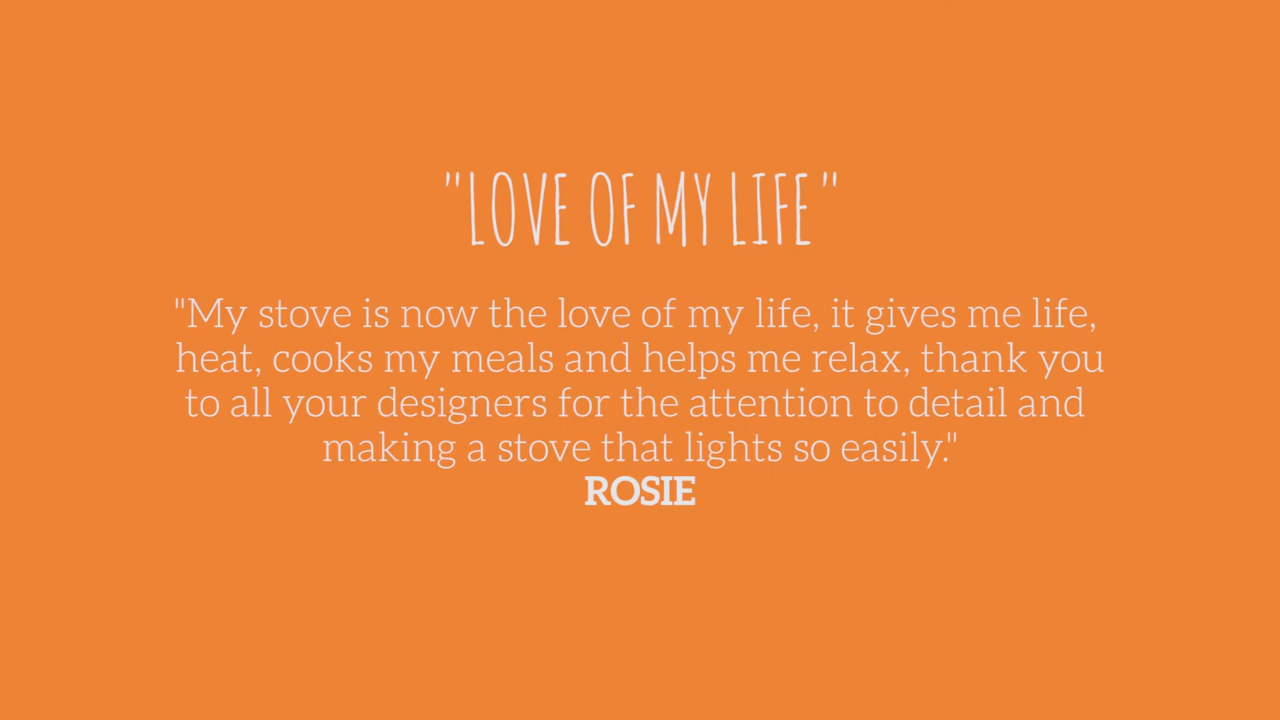 "LOVE OF MY LIFE"
"My stove is now the love of my life, it gives me life,
heat, cooks my meals and helps me relax, thank you
to all your designers for the attention to detail and
making a stove that lights so easily."
ROSIE